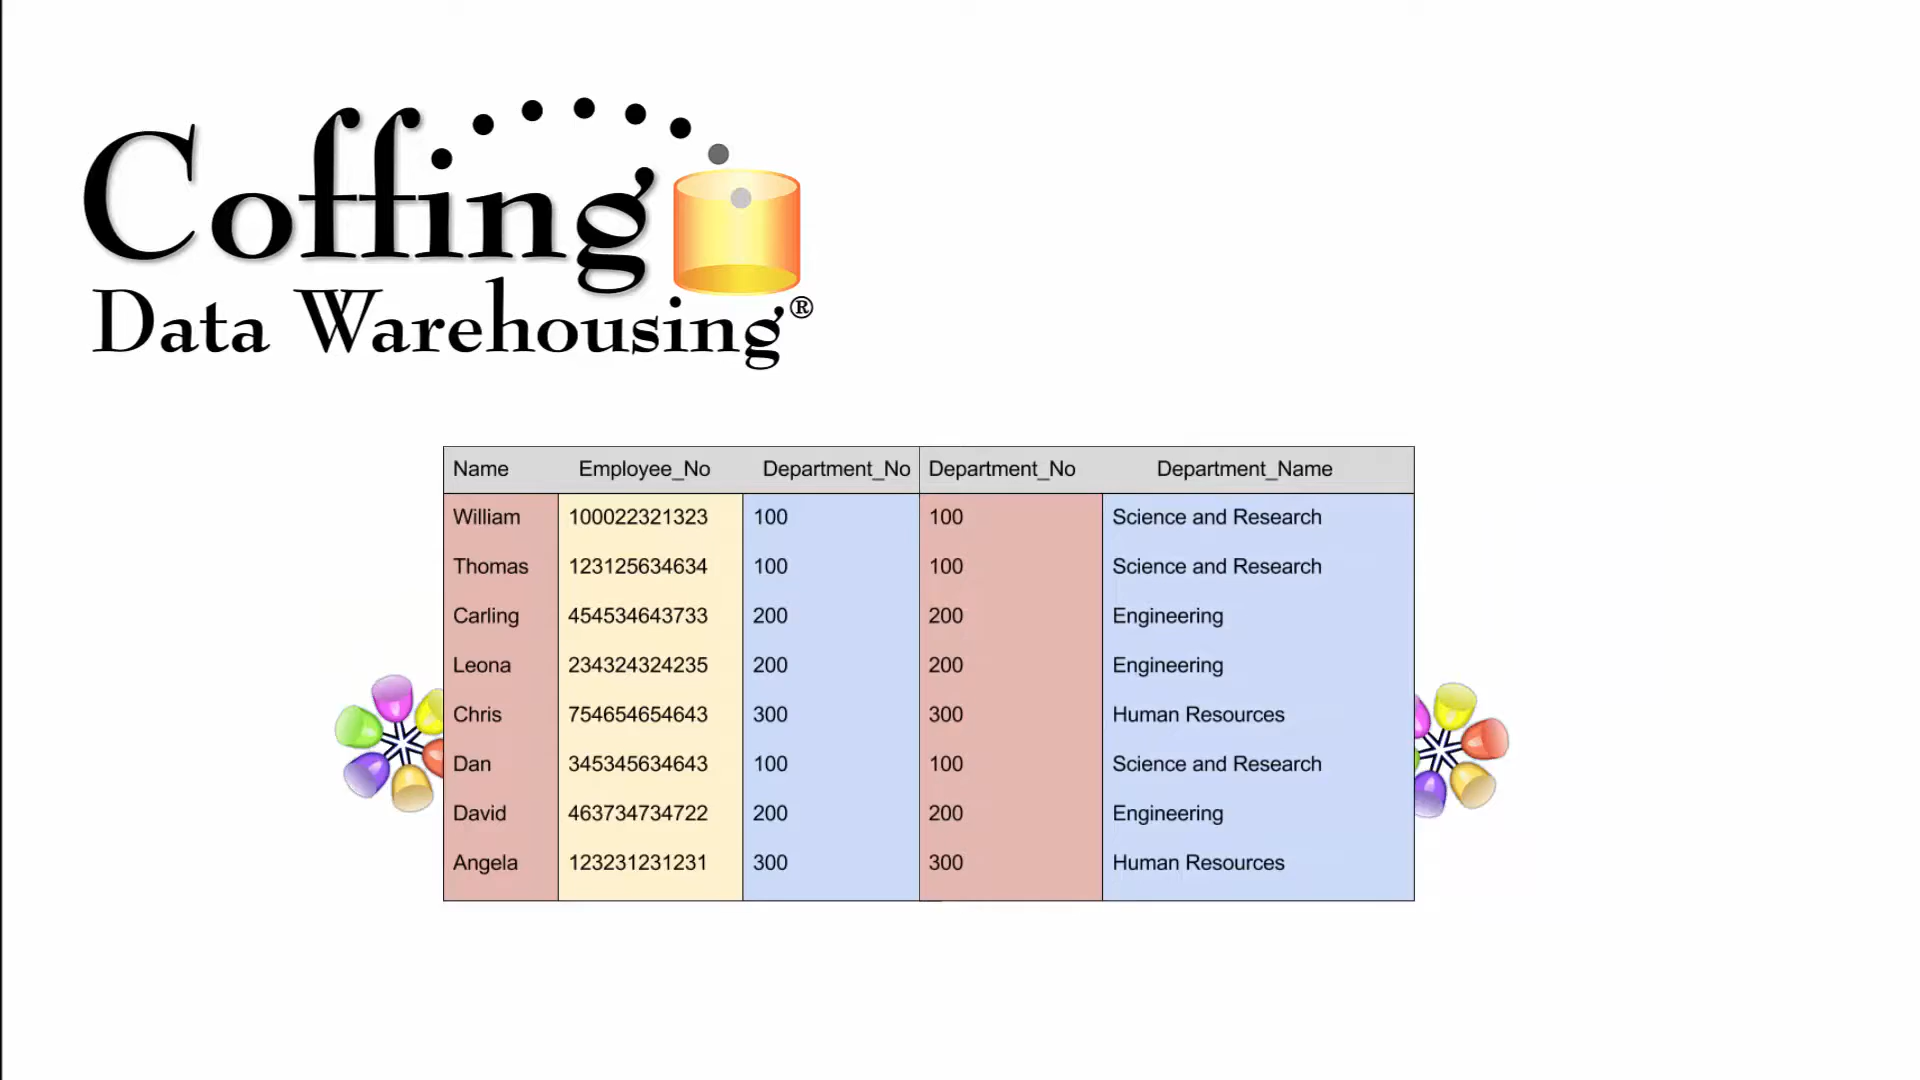 Coffing
Data Warehousing®
Name Employee_No Department_No Department_No Department_Name
William 100022321323 100 100 Science and Research
Thomas 123125634634 100 100 Science and Research
Carling 454534643733 200 200 Engineering
Leona 234324324235 200 200 Engineering
Chris 754654654643 300 300 Human Resources
Dan 345345634643 100 100 Science and Research
David 463734734722 200 200 Engineering
Angela 123231231231 300 300 Human Resources